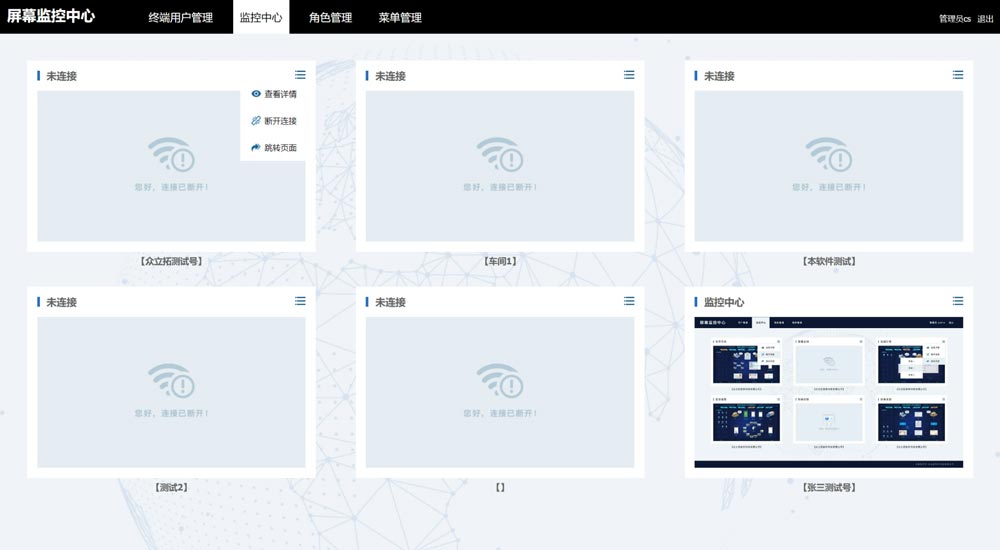 屏幕监控中心
终端用户管理
监控中心
角色管理
菜单管理
管理员cs 退出
未连接
查看详情
断开连接
跳转页面
您好，连接已断开！
【众立拓测试号】
未连接
您好，连接已断开！
【车间1】
未连接
您好，连接已断开！
【本软件测试】
未连接
您好，连接已断开！
【测试2】
未连接
您好，连接已断开！
【】
监控中心
屏幕监控中心
【张三测试号】